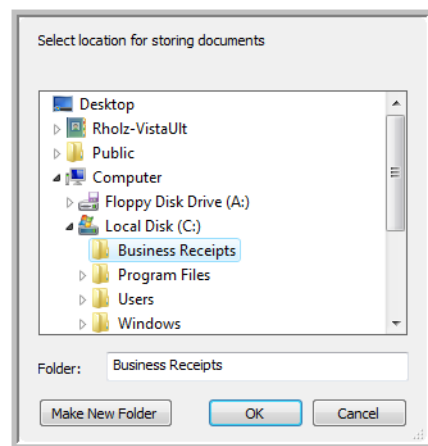 Select location for storing documents
Desktop
Rholz-VistaUlt
Public
Computer
Floppy Disk Drive (A:)
Local Disk (C:)
Business Receipts
Program Files
Users
Windows
Folder: Business Receipts
Make New Folder OK Cancel